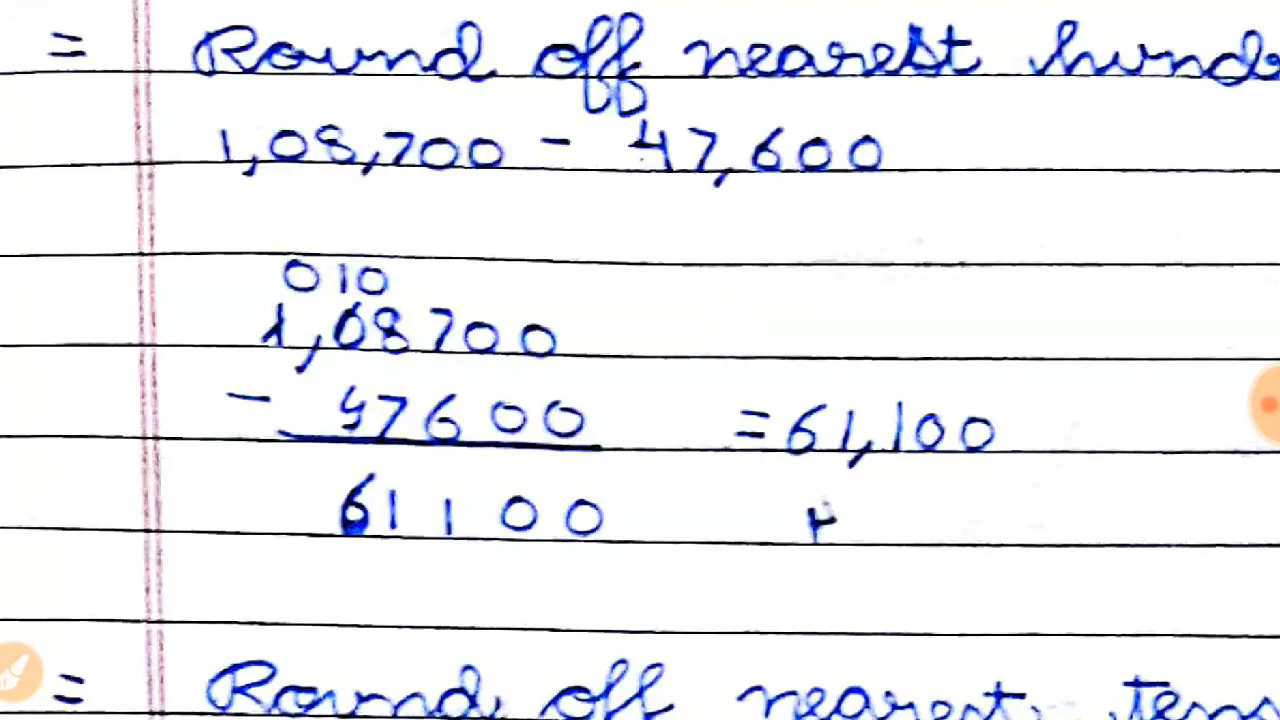 = Round off nearest
1,08,700 - 47,600
0 10
1,08700
- 47600 = 61,100
61100
= Round off nearest tens